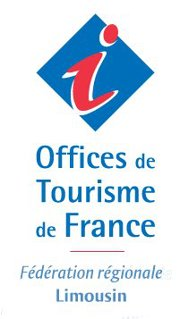 i
Offices de
Tourisme
de France
Fédération régionale
Limousin